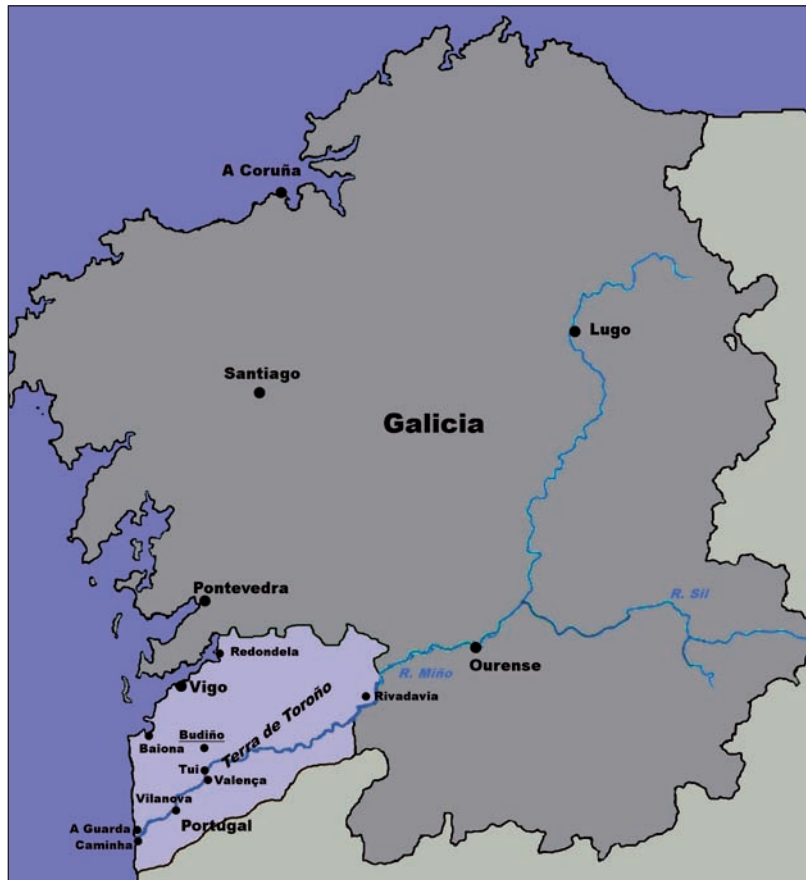 A Coruña
Lugo
Santiago
Galicia
Pontevedra
R. Sil
Redondela
Ourense
R. Miño
Vigo
Rivadavia
Terra de Toroño
Budiño
Baiona
Tui
Valença
Vilanova
Portugal
A Guarda
Caminha